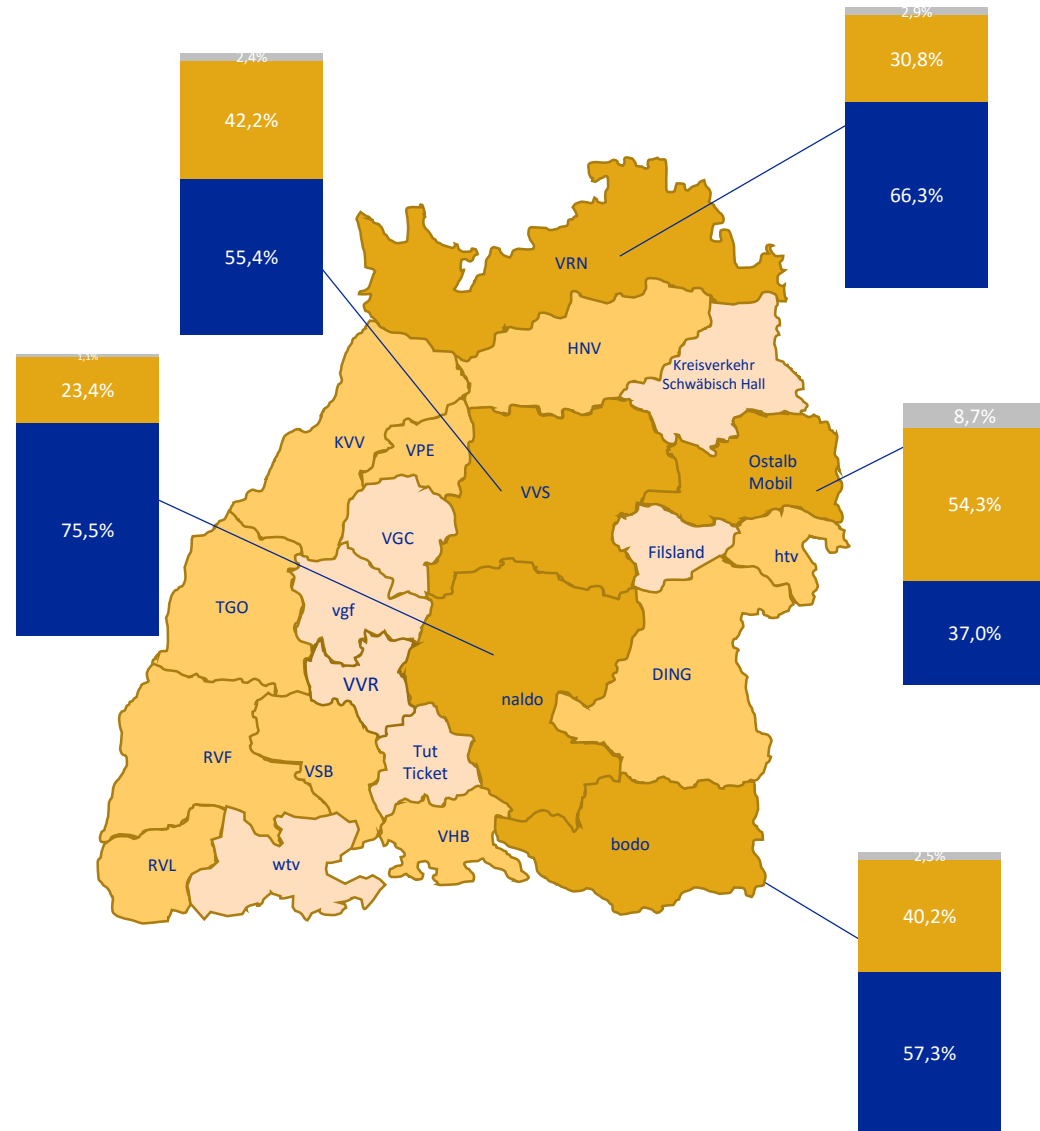 2,9%
30,8%
66,3%
2,4%
42,2%
55,4%
VRN
HNV
Kreisverkehr
Schwäbisch Hall
1,1%
23,4%
75,5%
KVV
VPE
VVS
Ostalb
Mobil
8,7%
54,3%
37,0%
VGC
Filsland
htv
TGO
vgf
VVR
DING
naldo
RVF
VSB
Tut
Ticket
VHB
bodo
RVL
wtv
2,5%
40,2%
57,3%